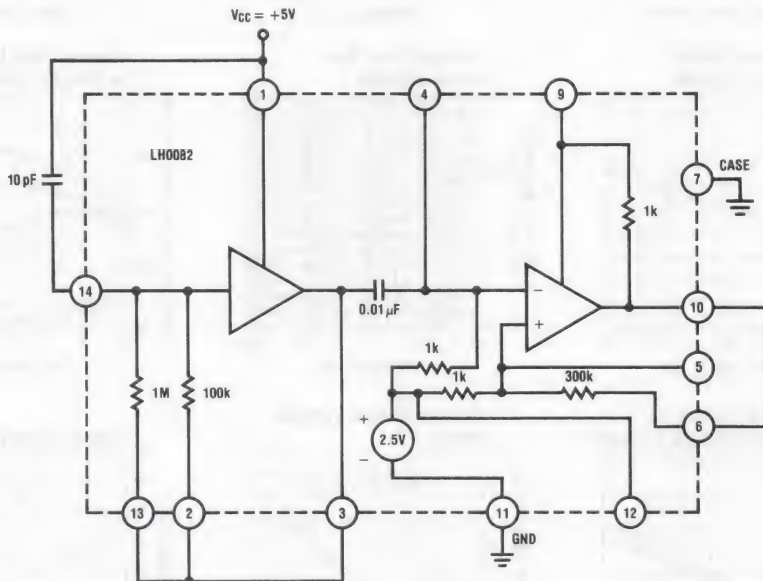 VCC = +5V
1
4
9
LH0082
7
CASE
10 pF
1k
14
0.01 µF
−
+
10
1k
5
1M
100k
1k
300k
6
+
2.5V
−
13
2
3
11
GND
12